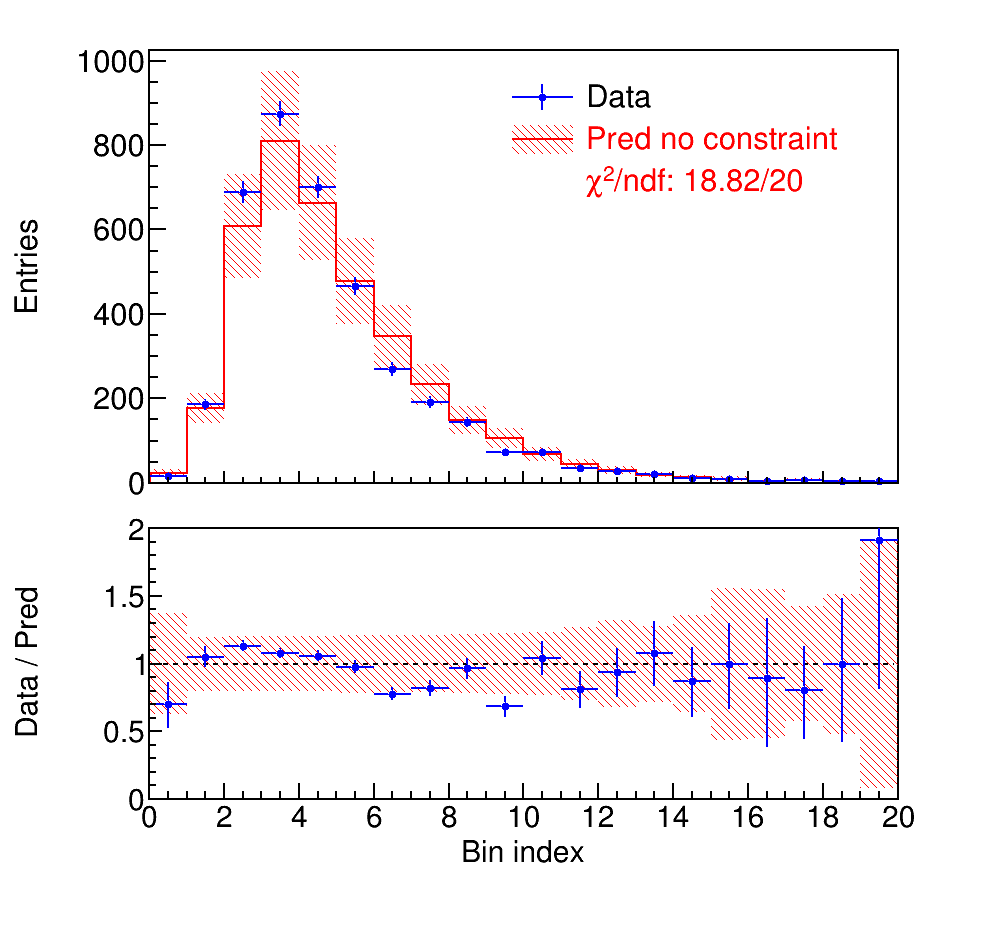 1000
800
600
400
200
0
Entries
Data
Pred no constraint
χ²/ndf: 18.82/20
2
1.5
1
0.5
0
Data / Pred
0 2 4 6 8 10 12 14 16 18 20
Bin index